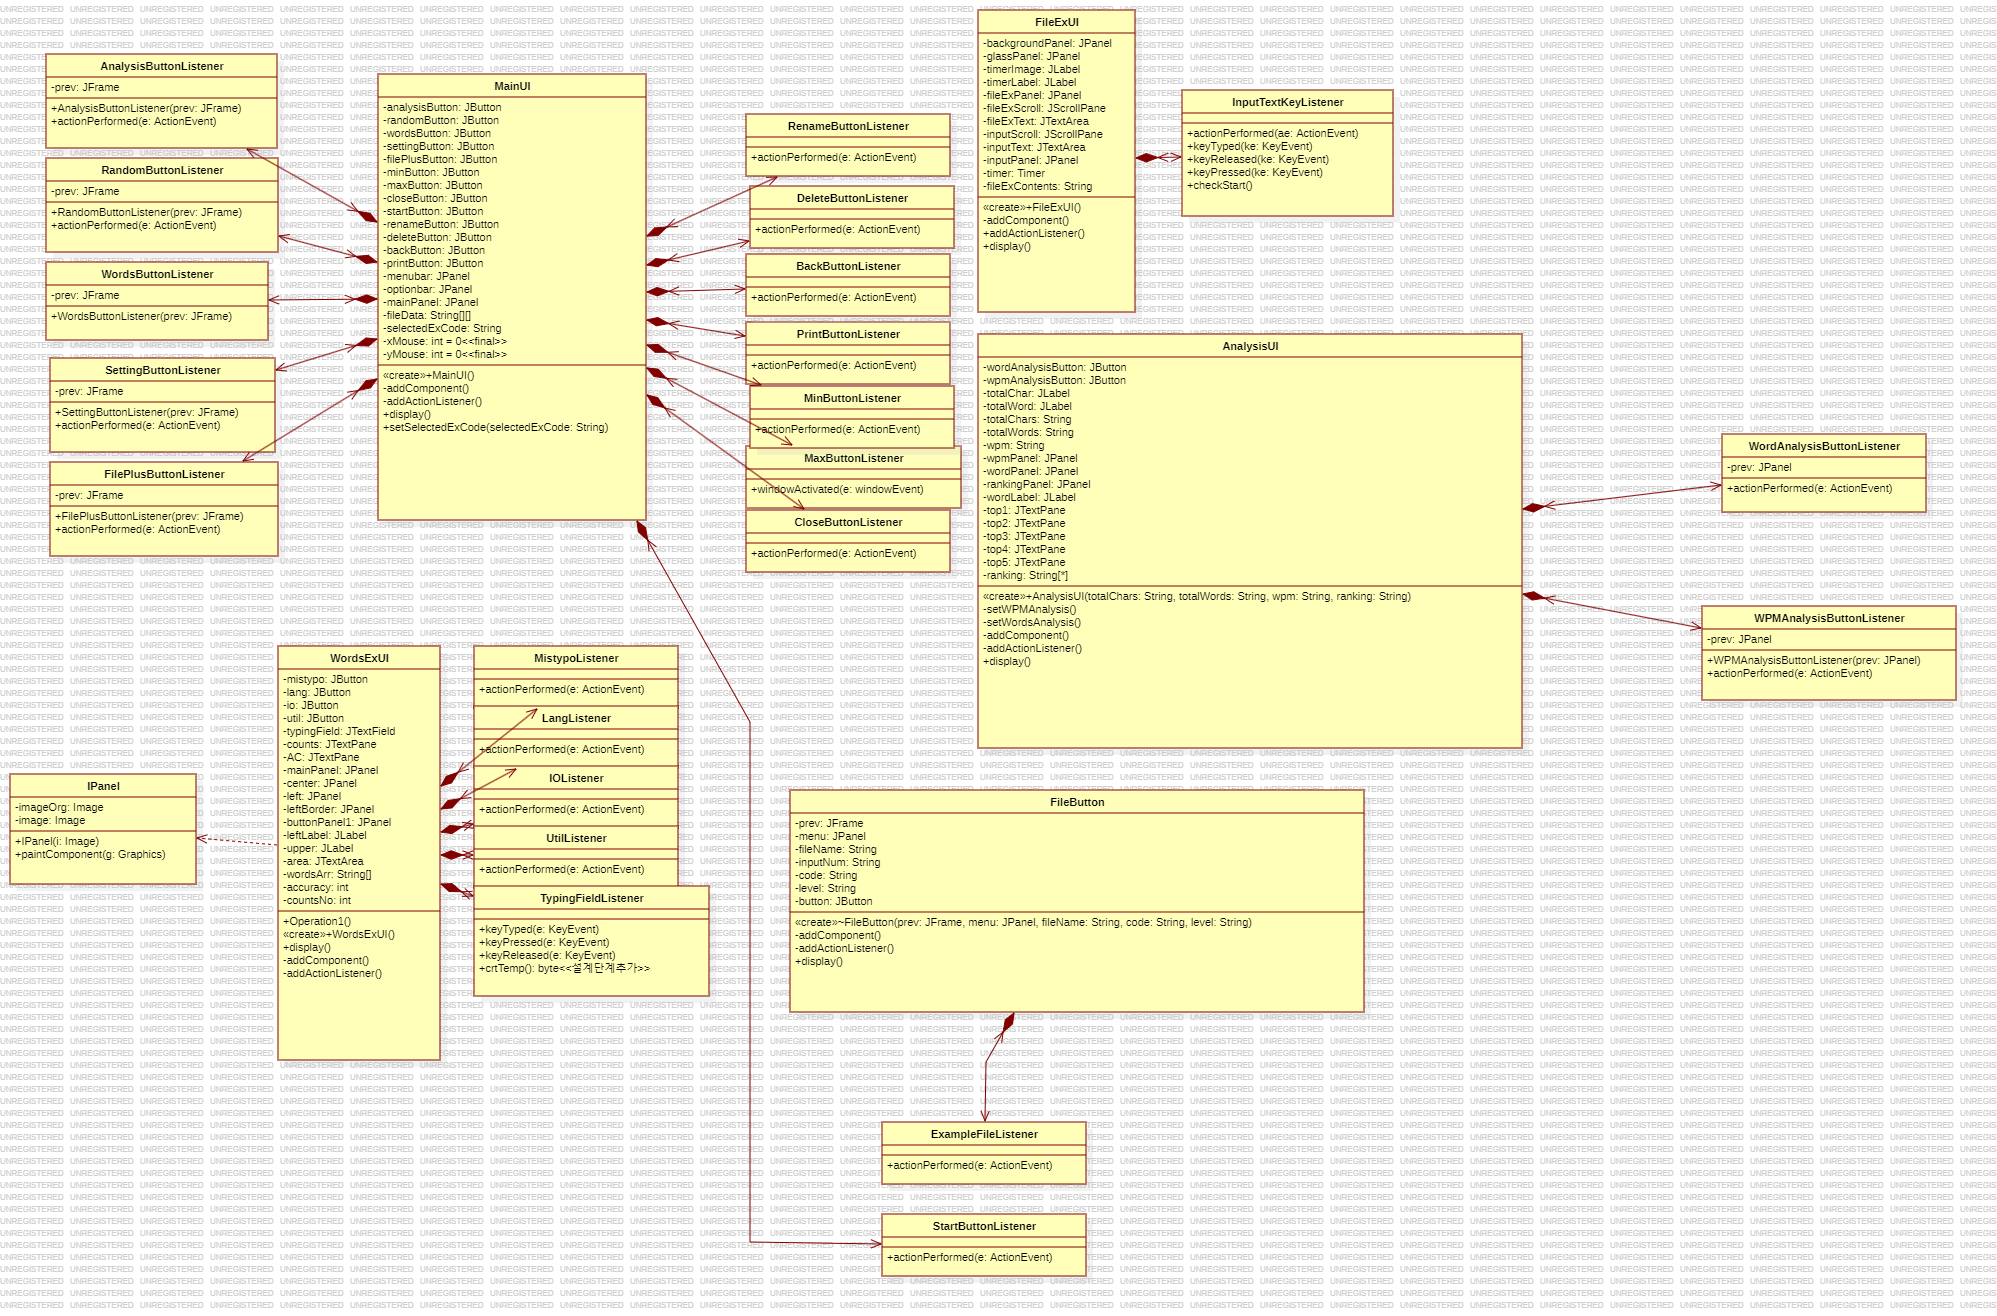 AnalysisButtonListener
-prev: JFrame
+AnalysisButtonListener(prev: JFrame)
+actionPerformed(e: ActionEvent)
RandomButtonListener
-prev: JFrame
+RandomButtonListener(prev: JFrame)
+actionPerformed(e: ActionEvent)
WordsButtonListener
-prev: JFrame
+WordsButtonListener(prev: JFrame)
SettingButtonListener
-prev: JFrame
+SettingButtonListener(prev: JFrame)
+actionPerformed(e: ActionEvent)
FilePlusButtonListener
-prev: JFrame
+FilePlusButtonListener(prev: JFrame)
+actionPerformed(e: ActionEvent)
MainUI
-analysisButton: JButton
-randomButton: JButton
-wordsButton: JButton
-settingButton: JButton
-filePlusButton: JButton
-minButton: JButton
-maxButton: JButton
-closeButton: JButton
-startButton: JButton
-renameButton: JButton
-deleteButton: JButton
-backButton: JButton
-printButton: JButton
-menubar: JPanel
-optionbar: JPanel
-mainPanel: JPanel
-fileData: String[][]
-selectedExCode: String
-xMouse: int = 0<<final>>
-yMouse: int = 0<<final>>
«create»+MainUI()
-addComponent()
-addActionListener()
+display()
+setSelectedExCode(selectedExCode: String)
RenameButtonListener
+actionPerformed(e: ActionEvent)
DeleteButtonListener
+actionPerformed(e: ActionEvent)
BackButtonListener
+actionPerformed(e: ActionEvent)
PrintButtonListener
+actionPerformed(e: ActionEvent)
MinButtonListener
+actionPerformed(e: ActionEvent)
MaxButtonListener
+windowActivated(e: windowEvent)
CloseButtonListener
+actionPerformed(e: ActionEvent)
FileExUI
-backgroundPanel: JPanel
-glassPanel: JPanel
-timerImage: JLabel
-timerLabel: JLabel
-fileExPanel: JPanel
-fileExScroll: JScrollPane
-fileExText: JTextArea
-inputScroll: JScrollPane
-inputText: JTextArea
-inputPanel: JPanel
-timer: Timer
-fileExContents: String
«create»+FileExUI()
-addComponent()
+addActionListener()
+display()
InputTextKeyListener
+actionPerformed(ae: ActionEvent)
+keyTyped(ke: KeyEvent)
+keyReleased(ke: KeyEvent)
+keyPressed(ke: KeyEvent)
+checkStart()
AnalysisUI
-wordAnalysisButton: JButton
-wpmAnalysisButton: JButton
-totalChar: JLabel
-totalWord: JLabel
-totalChars: String
-totalWords: String
-wpm: String
-wpmPanel: JPanel
-wordPanel: JPanel
-rankingPanel: JPanel
-wordLabel: JLabel
-top1: JTextPane
-top2: JTextPane
-top3: JTextPane
-top4: JTextPane
-top5: JTextPane
-ranking: String[*]
«create»+AnalysisUI(totalChars: String, totalWords: String, wpm: String, ranking: String)
-setWPMAnalysis()
-setWordsAnalysis()
-addComponent()
-addActionListener()
+display()
WordAnalysisButtonListener
-prev: JPanel
+actionPerformed(e: ActionEvent)
WPMAnalysisButtonListener
-prev: JPanel
+WPMAnalysisButtonListener(prev: JPanel)
+actionPerformed(e: ActionEvent)
IPanel
-imageOrg: Image
-image: Image
+IPanel(i: Image)
+paintComponent(g: Graphics)
WordsExUI
-mistypo: JButton
-lang: JButton
-io: JButton
-util: JButton
-typingField: JTextField
-counts: JTextPane
-AC: JTextPane
-mainPanel: JPanel
-center: JPanel
-left: JPanel
-leftBorder: JPanel
-buttonPanel1: JPanel
-leftLabel: JLabel
-upper: JLabel
-area: JTextArea
-wordsArr: String[]
-accuracy: int
-countsNo: int
+Operation1()
«create»+WordsExUI()
+display()
-addComponent()
-addActionListener()
MistypoListener
+actionPerformed(e: ActionEvent)
LangListener
+actionPerformed(e: ActionEvent)
IOListener
+actionPerformed(e: ActionEvent)
UtilListener
+actionPerformed(e: ActionEvent)
TypingFieldListener
+keyTyped(e: KeyEvent)
+keyPressed(e: KeyEvent)
+keyReleased(e: KeyEvent)
+crtTemp(): byte<<설계단계추가>>
FileButton
-prev: JFrame
-menu: JPanel
-fileName: String
-inputNum: String
-code: String
-level: String
-button: JButton
«create»~FileButton(prev: JFrame, menu: JPanel, fileName: String, code: String, level: String)
-addComponent()
-addActionListener()
+display()
ExampleFileListener
+actionPerformed(e: ActionEvent)
StartButtonListener
+actionPerformed(e: ActionEvent)
UNREGISTERED